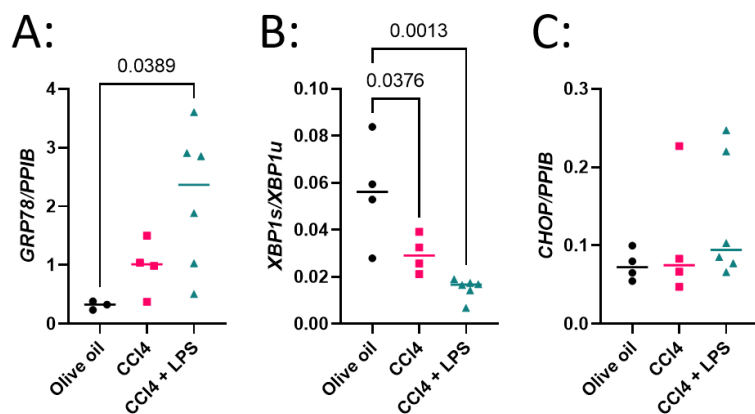 A:
0.0389
GRP78/PPIB
4
3
2
1
0
Olive oil
CCl4
CCl4 + LPS
B:
0.0013
0.0376
XBP1s/XBP1u
0.10
0.08
0.06
0.04
0.02
0.00
Olive oil
CCl4
CCl4 + LPS
C:
CHOP/PPIB
0.3
0.2
0.1
0.0
Olive oil
CCl4
CCl4 + LPS